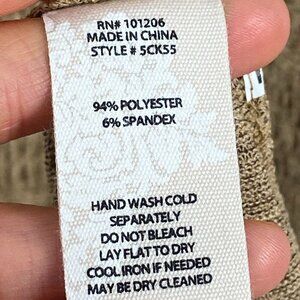 RN# 101206
MADE IN CHINA
STYLE # 5CK55
94% POLYESTER
6% SPANDEX
HAND WASH COLD
SEPARATELY
DO NOT BLEACH
LAY FLAT TO DRY
COOL IRON IF NEEDED
MAY BE DRY CLEANED